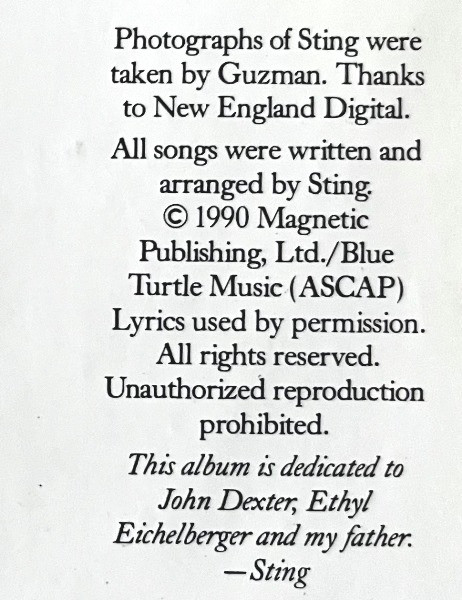 Photographs of Sting were
taken by Guzman. Thanks
to New England Digital.
All songs were written and
arranged by Sting.
© 1990 Magnetic
Publishing, Ltd./Blue
Turtle Music (ASCAP)
Lyrics used by permission.
All rights reserved.
Unauthorized reproduction
prohibited.
This album is dedicated to
John Dexter, Ethyl
Eichelberger and my father.
—Sting